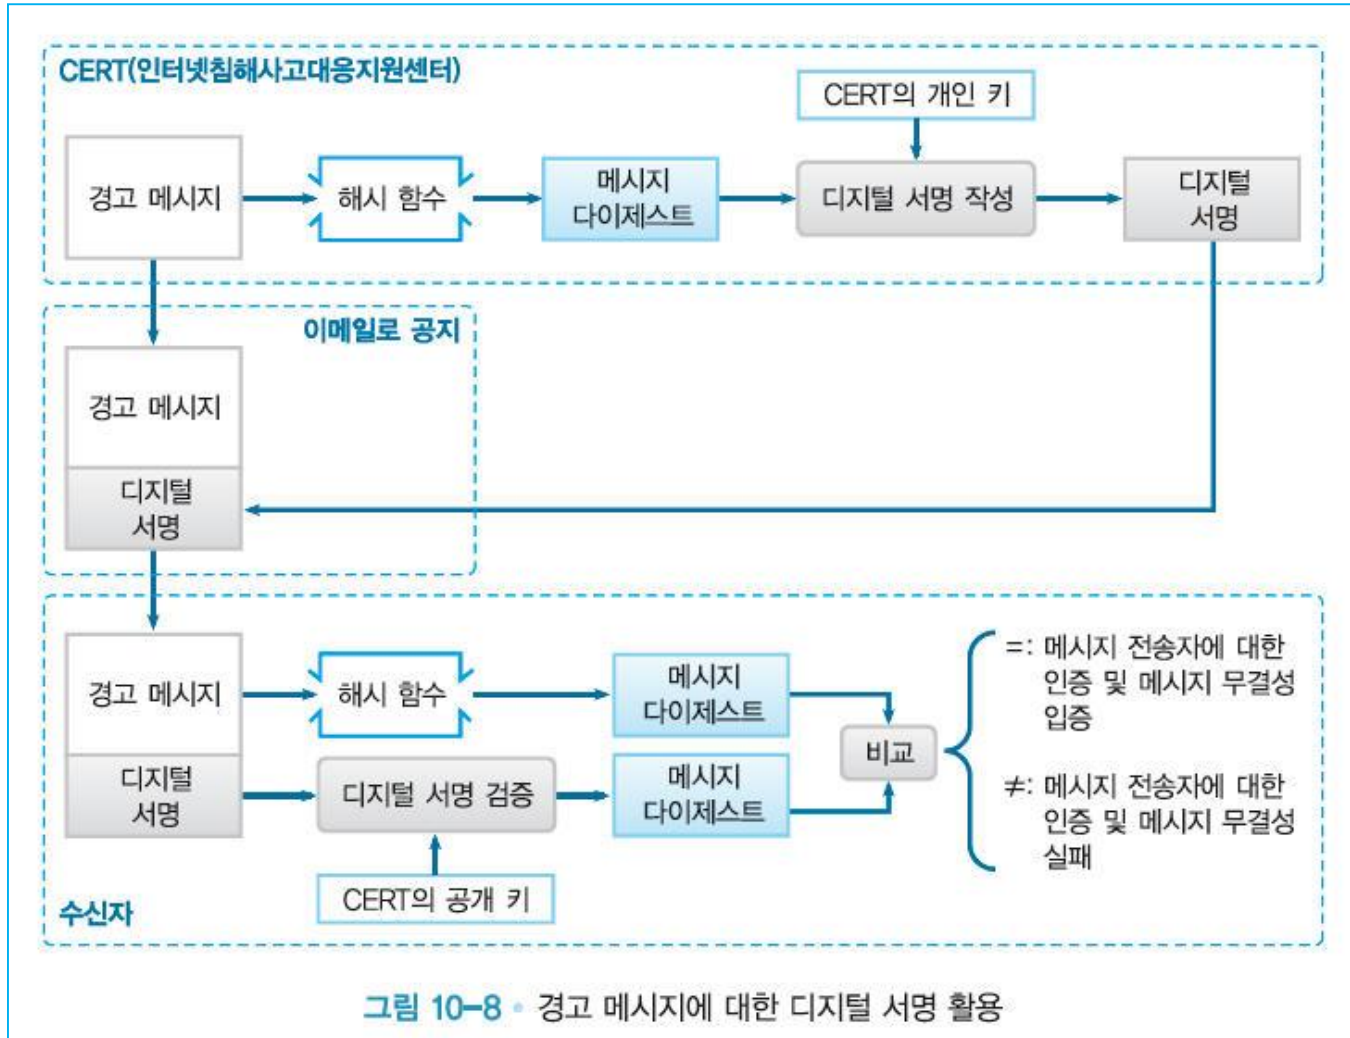 CERT(인터넷침해사고대응지원센터)
CERT의 개인 키
경고 메시지
해시 함수
메시지
다이제스트
디지털 서명 작성
디지털
서명
이메일로 공지
경고 메시지
디지털
서명
경고 메시지
해시 함수
메시지
다이제스트
디지털
서명
디지털 서명 검증
메시지
다이제스트
비교
=: 메시지 전송자에 대한
인증 및 메시지 무결성
입증
≠: 메시지 전송자에 대한
인증 및 메시지 무결성
실패
CERT의 공개 키
수신자
그림 10-8 • 경고 메시지에 대한 디지털 서명 활용